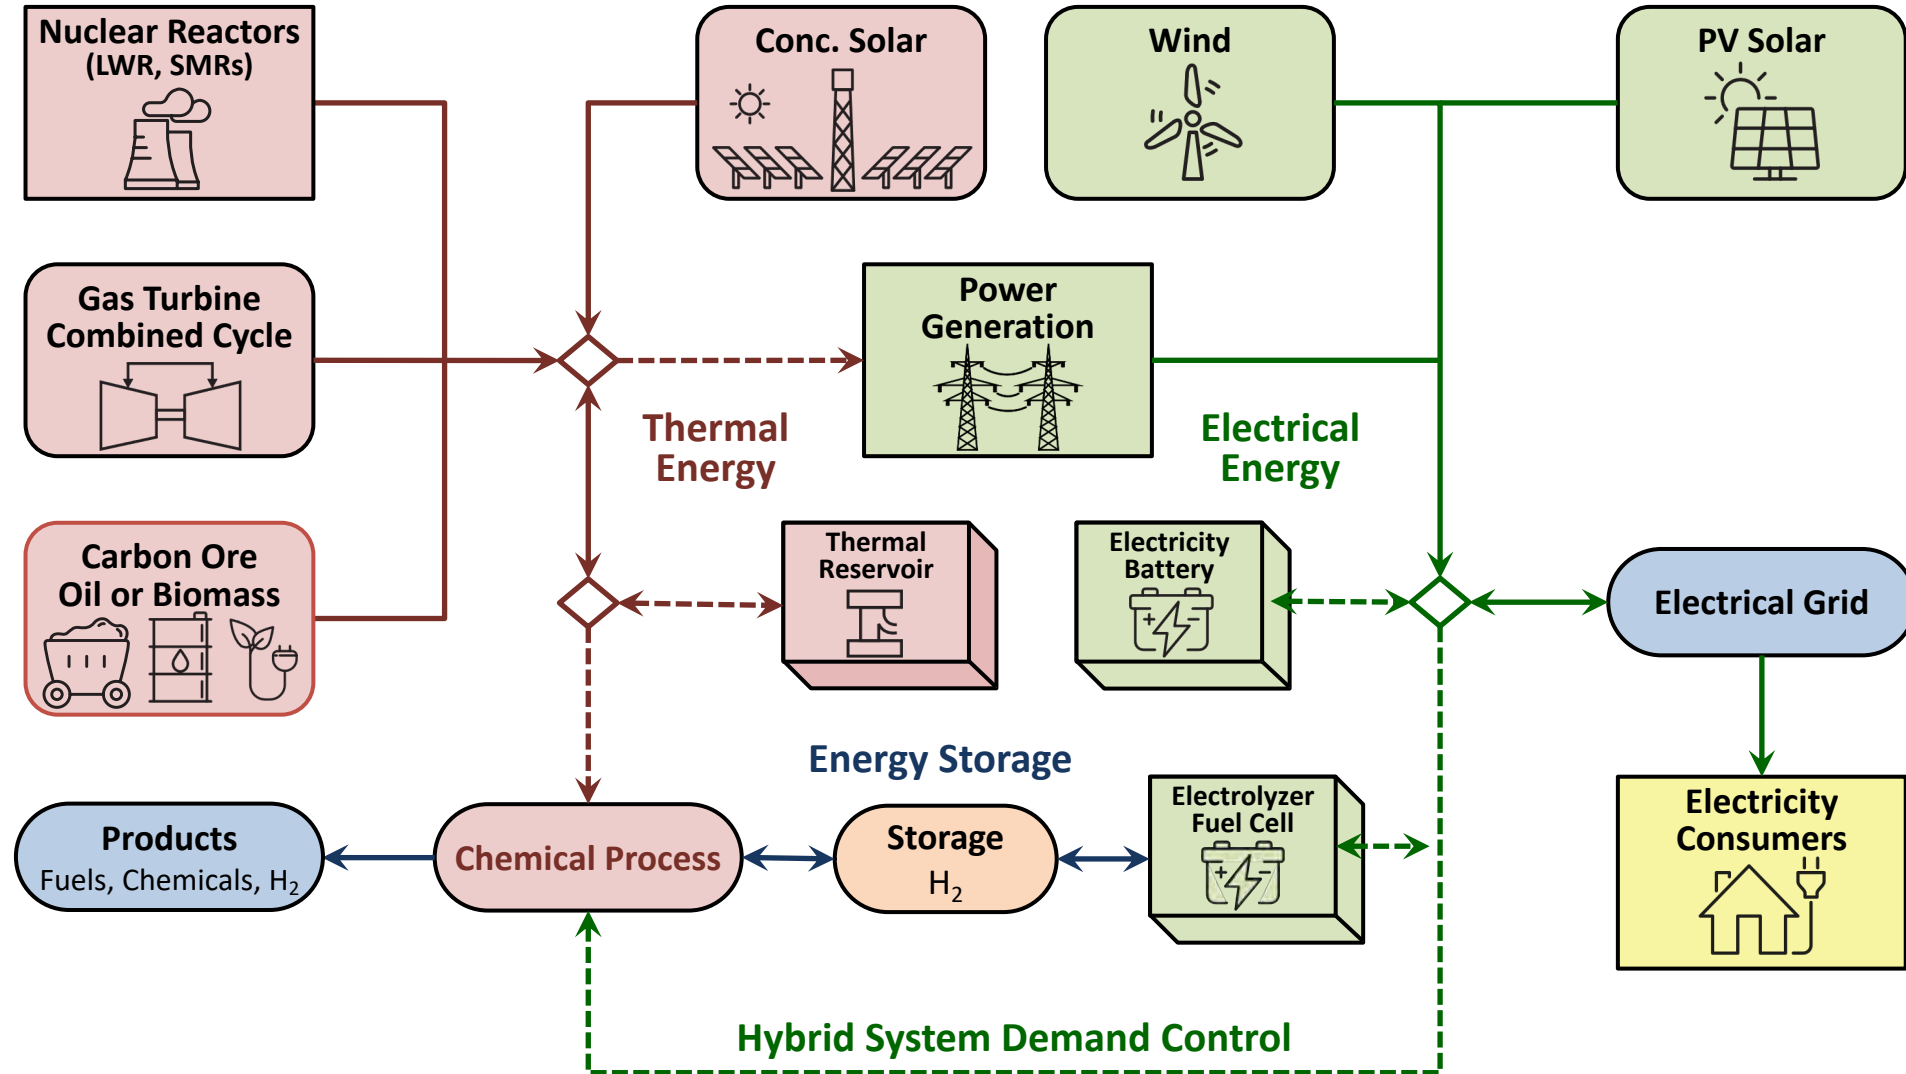 Nuclear Reactors
(LWR, SMRs)
Conc. Solar
Wind
PV Solar
Gas Turbine
Combined Cycle
Power
Generation
Thermal
Energy
Electrical
Energy
Carbon Ore
Oil or Biomass
Thermal
Reservoir
Electricity
Battery
Electrical Grid
Energy Storage
Products
Fuels, Chemicals, H₂
Chemical Process
Storage
H₂
Electrolyzer
Fuel Cell
Electricity
Consumers
Hybrid System Demand Control